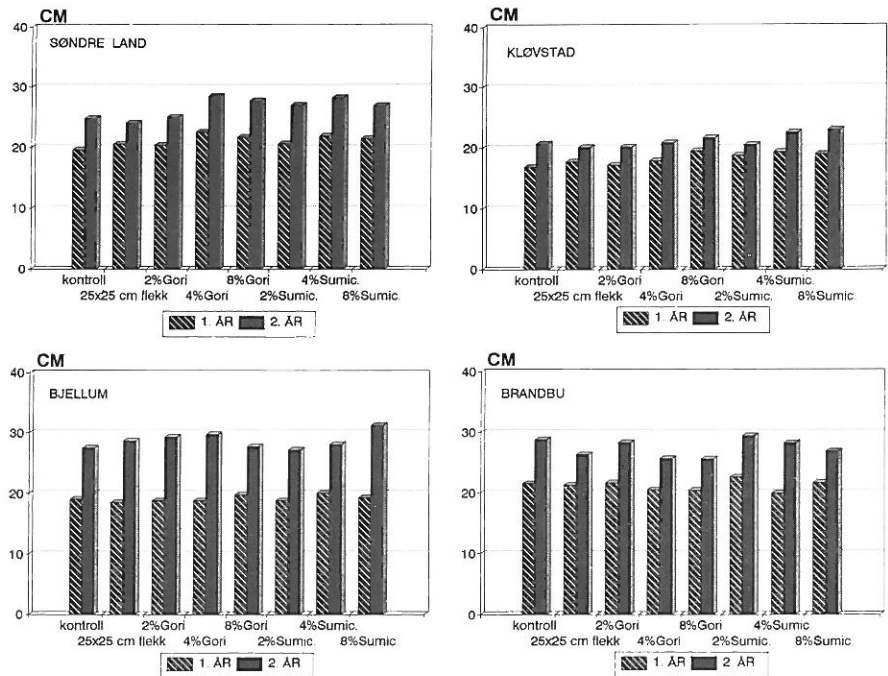 CM
SØNDRE LAND
40
30
20
10
0
kontroll 2%Gori 8%Gori 4%Sumic.
25x25 cm flekk 4%Gori 2%Sumic. 8%Sumic.
1. ÅR 2. ÅR
CM
KLØVSTAD
40
30
20
10
0
kontroll 2%Gori 8%Gori 4%Sumic.
25x25 cm flekk 4%Gori 2%Sumic. 8%Sumic.
1. ÅR 2. ÅR
CM
BJELLUM
40
30
20
10
0
kontroll 2%Gori 8%Gori 4%Sumic.
25x25 cm flekk 4%Gori 2%Sumic. 8%Sumic.
1. ÅR 2. ÅR
CM
BRANDBU
40
30
20
10
0
kontroll 2%Gori 8%Gori 4%Sumic
25x25 cm flekk 4%Gori 2%Sumic. 8%Sumic.
1. ÅR 2. ÅR